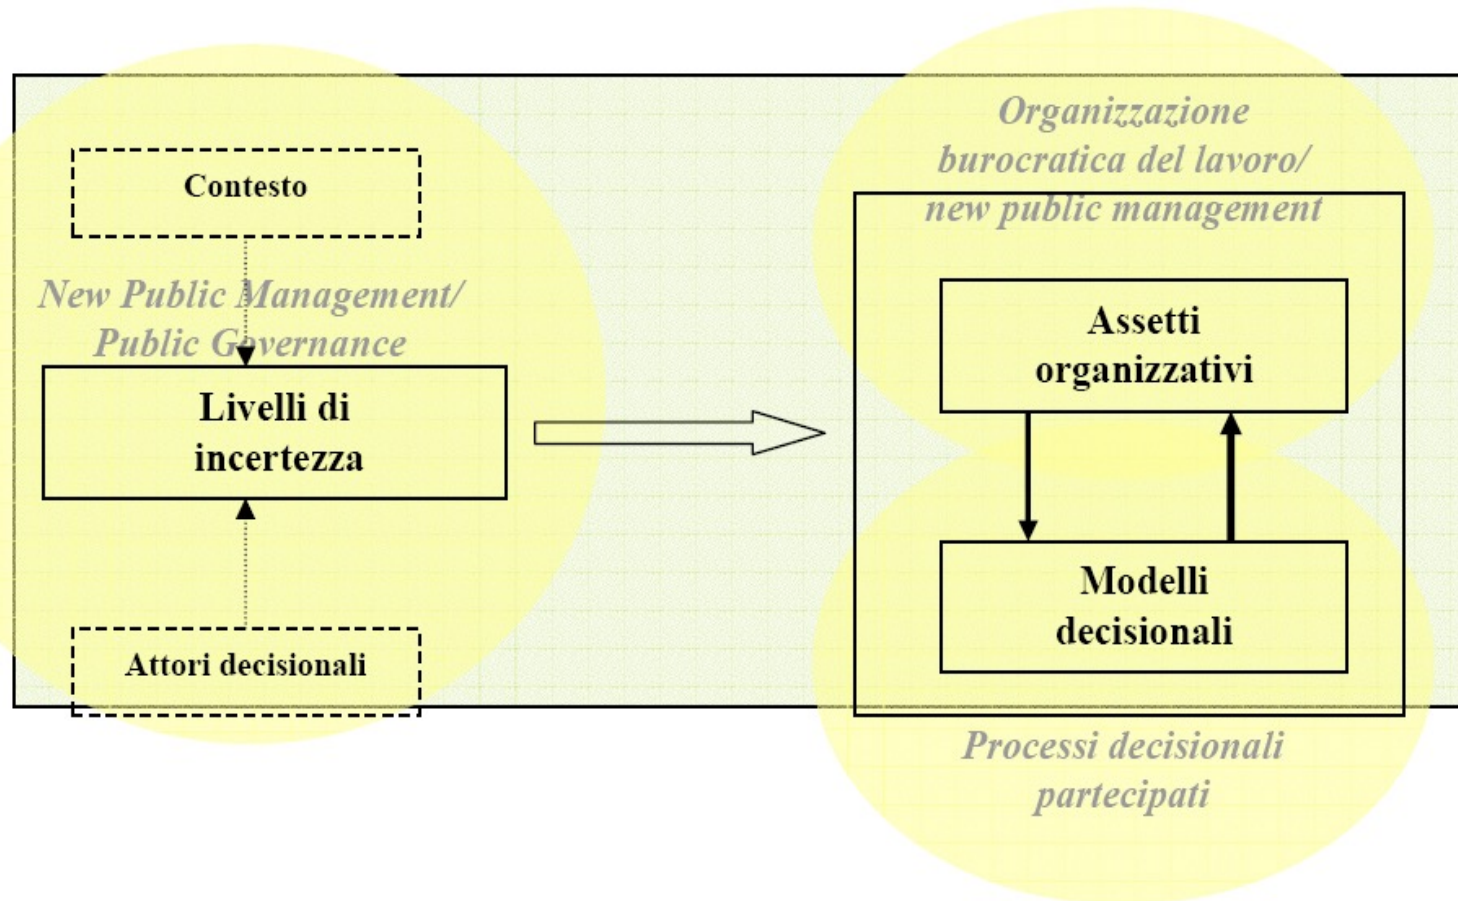 Contesto
New Public Management/
Public Governance
Livelli di
incertezza
Attori decisionali
Organizzazione
burocratica del lavoro/
new public management
Assetti
organizzativi
Modelli
decisionali
Processi decisionali
partecipati